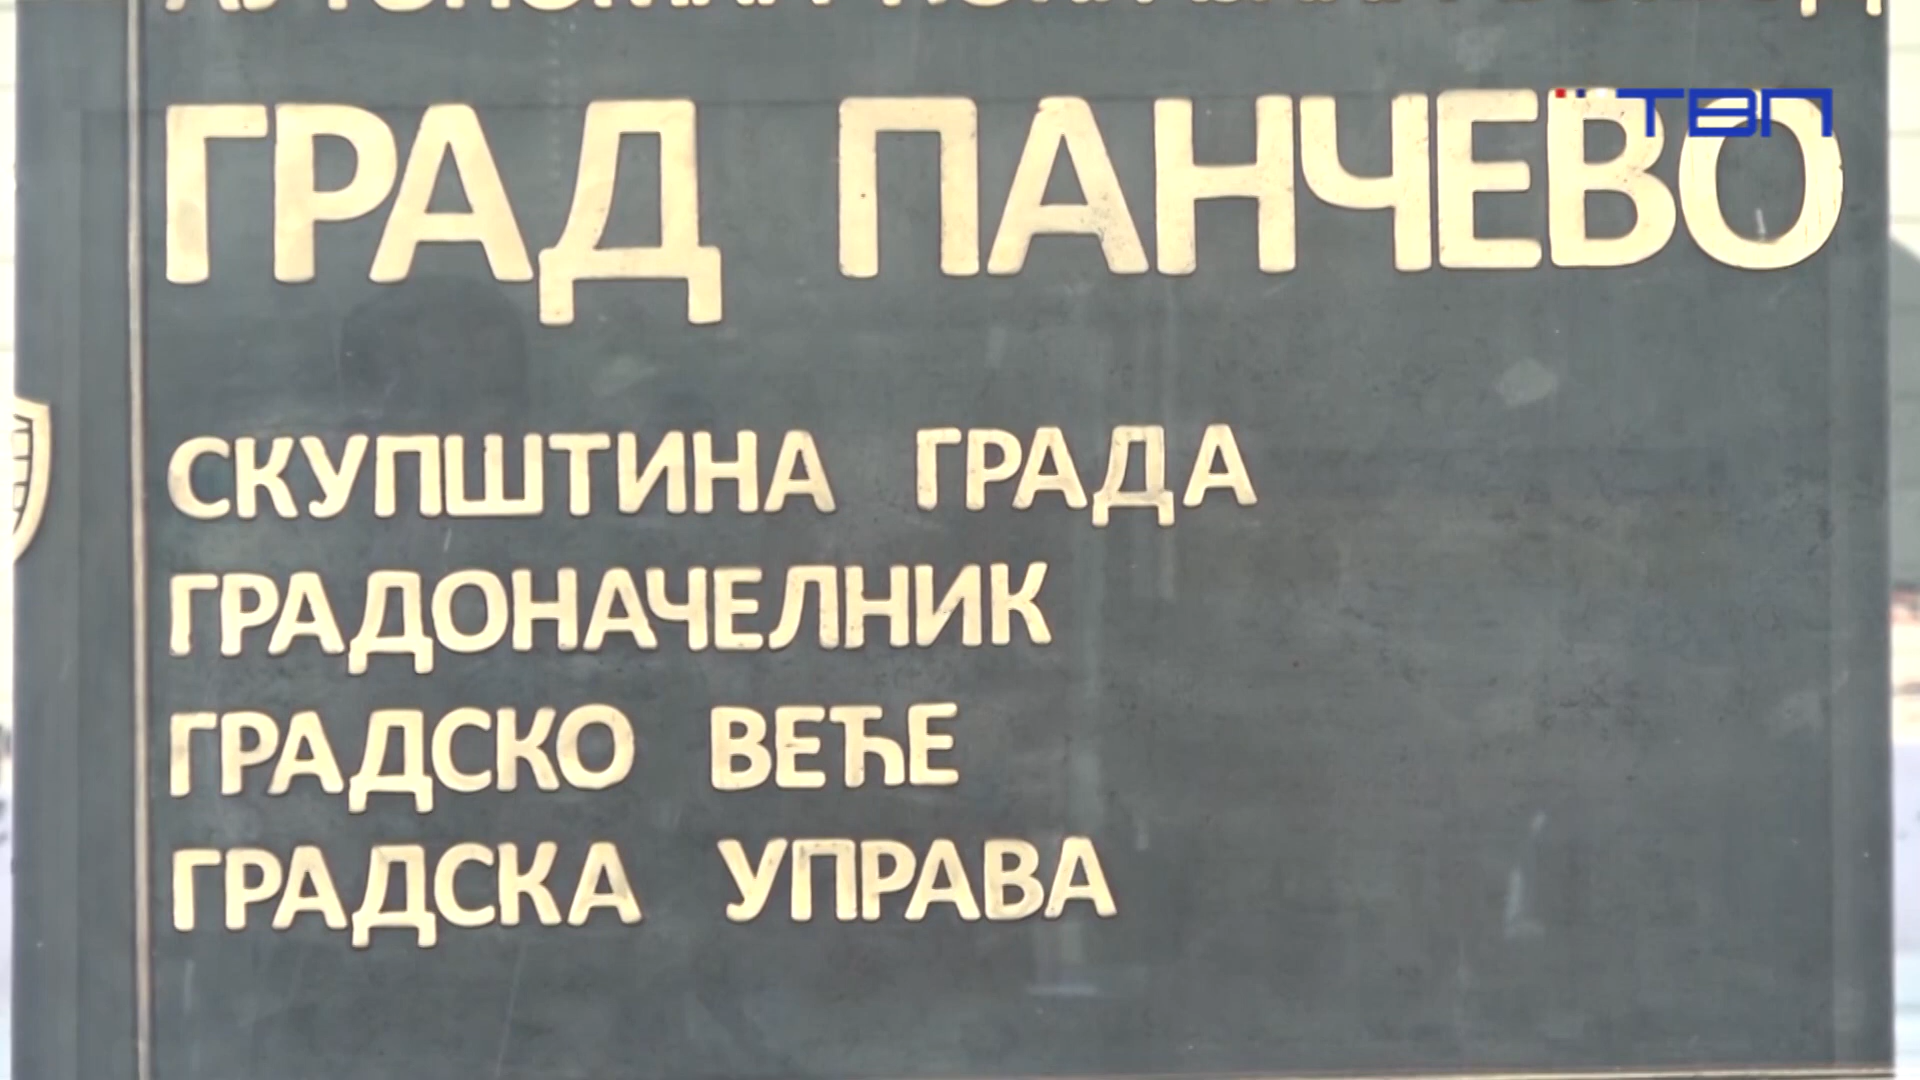 ГРАД ПАНЧЕВО
ТВП
СКУПШТИНА ГРАДА
ГРАДОНАЧЕЛНИК
ГРАДСКО ВЕЋЕ
ГРАДСКА УПРАВА